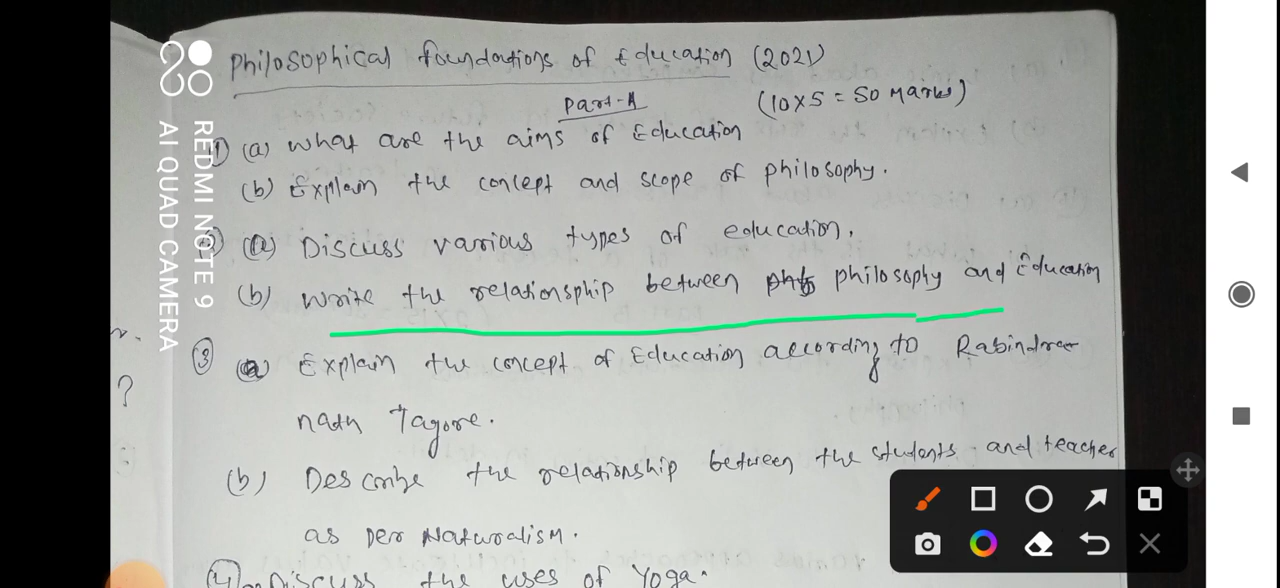 Philosophical foundations of Education (2021)
Part-A (10x5 = 50 Marks)
1) (a) what are the aims of Education
(b) Explain the concept and scope of philosophy.
2) (a) Discuss various types of education.
(b) write the relationsphip between philosophy and Education
3 (a) Explain the concept of Education according to Rabindra
nath Tagore.
(b) Describe the relationship between the students and teacher
as per Naturalism.
(4) Discuss the uses of Yoga.
?
REDMI NOTE 9
AI QUAD CAMERA